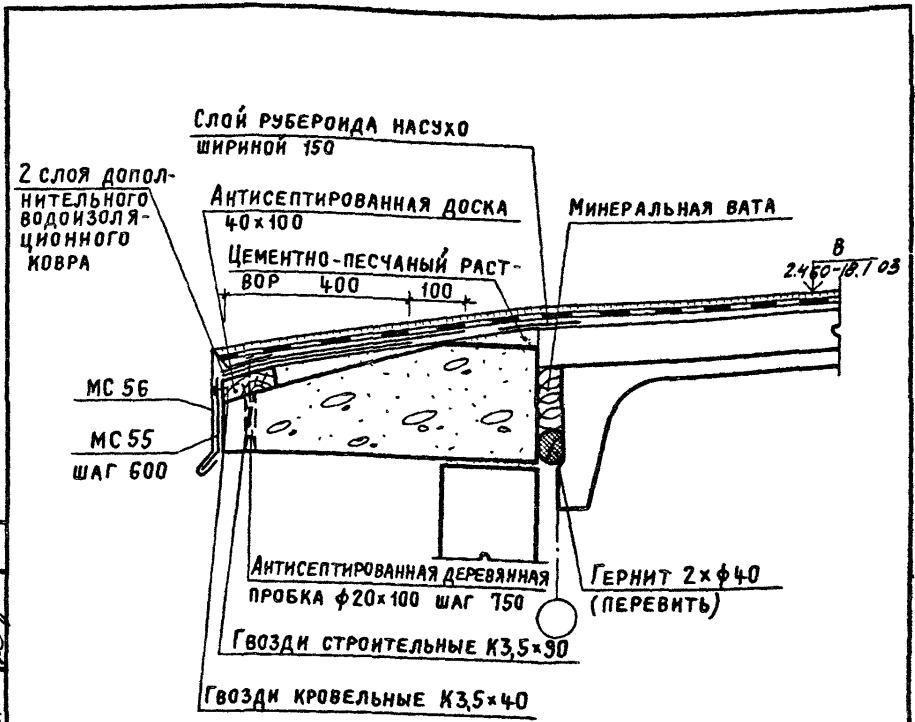 СЛОЙ РУБЕРОИДА НАСУХО
ШИРИНОЙ 150
2 СЛОЯ ДОПОЛ-
НИТЕЛЬНОГО
ВОДОИЗОЛЯ-
ЦИОННОГО
КОВРА
АНТИСЕПТИРОВАННАЯ ДОСКА
40×100
МИНЕРАЛЬНАЯ ВАТА
ЦЕМЕНТНО-ПЕСЧАНЫЙ РАСТ-
ВОР 400 100
В
2.460-18.1 03
МС 56
МС 55
ШАГ 600
АНТИСЕПТИРОВАННАЯ ДЕРЕВЯННАЯ
ПРОБКА ϕ20×100 ШАГ 750
ГЕРНИТ 2×ϕ40
(ПЕРЕВИТЬ)
ГВОЗДИ СТРОИТЕЛЬНЫЕ К3,5×90
ГВОЗДИ КРОВЕЛЬНЫЕ К3,5×40